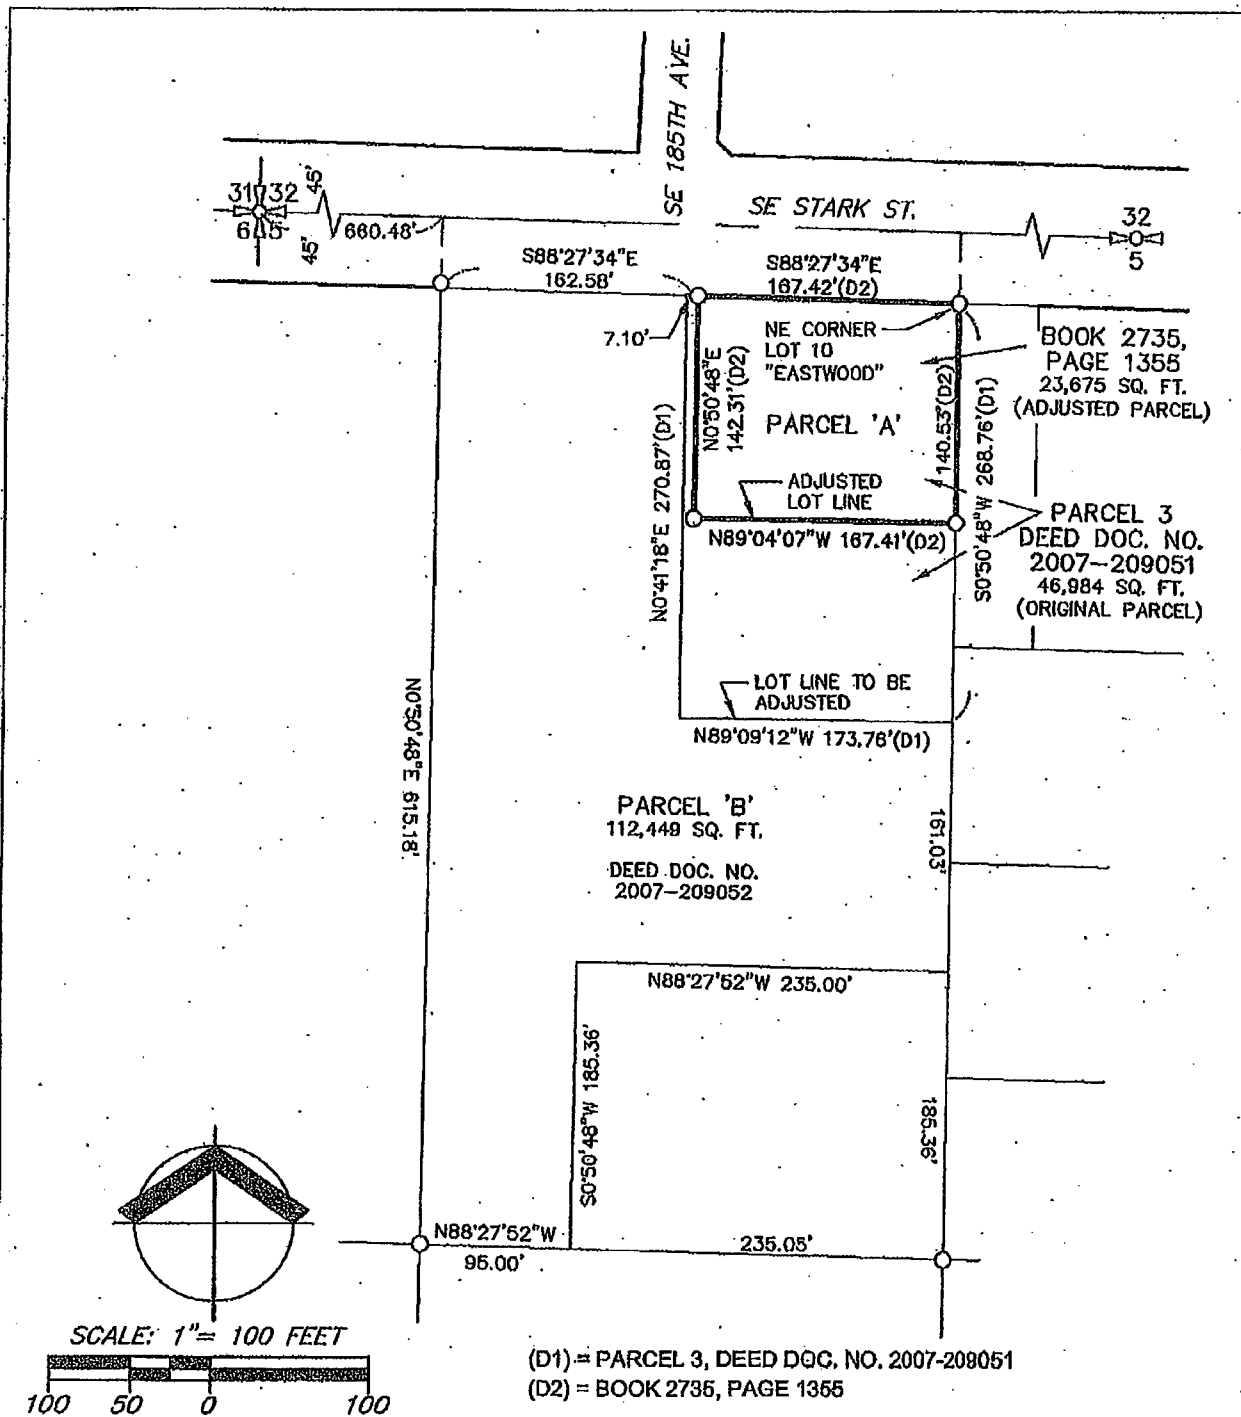 SE 185TH AVE.
SE STARK ST.
31 32
6 5
45'
45'
660.48'
32
5
S88°27'34"E
162.58'
S88°27'34"E
167.42'(D2)
7.10'
NE CORNER
LOT 10
"EASTWOOD"
BOOK 2735,
PAGE 1355
23,675 SQ. FT.
(ADJUSTED PARCEL)
N0°50'48"E
142.31'(D2)
PARCEL 'A'
140.53'(D2)
S0°50'48"W 268.76'(D1)
N0°41'18"E 270.87'(D1)
ADJUSTED
LOT LINE
N89°04'07"W 167.41'(D2)
PARCEL 3
DEED DOC. NO.
2007-209051
46,984 SQ. FT.
(ORIGINAL PARCEL)
LOT LINE TO BE
ADJUSTED
N89°09'12"W 173.76'(D1)
N0°50'48"E 615.18'
PARCEL 'B'
112,449 SQ. FT.
DEED DOC. NO.
2007-209052
161.03'
N88°27'52"W 235.00'
S0°50'48"W 185.36'
185.36'
N88°27'52"W
95.00'
235.05'
SCALE: 1"= 100 FEET
100 50 0 100
(D1) = PARCEL 3, DEED DOC. NO. 2007-209051
(D2) = BOOK 2735, PAGE 1355